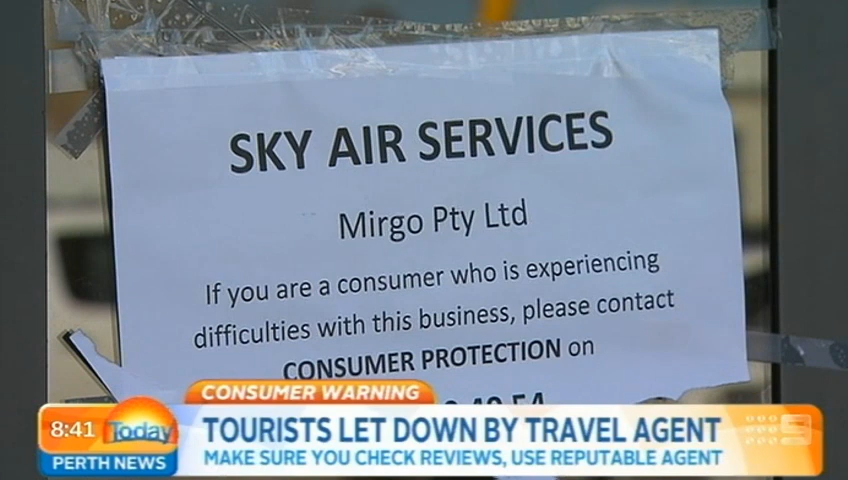 SKY AIR SERVICES
Mirgo Pty Ltd
If you are a consumer who is experiencing
difficulties with this business, please contact
CONSUMER PROTECTION on
CONSUMER WARNING
8:41 Today
TOURISTS LET DOWN BY TRAVEL AGENT
PERTH NEWS
MAKE SURE YOU CHECK REVIEWS, USE REPUTABLE AGENT